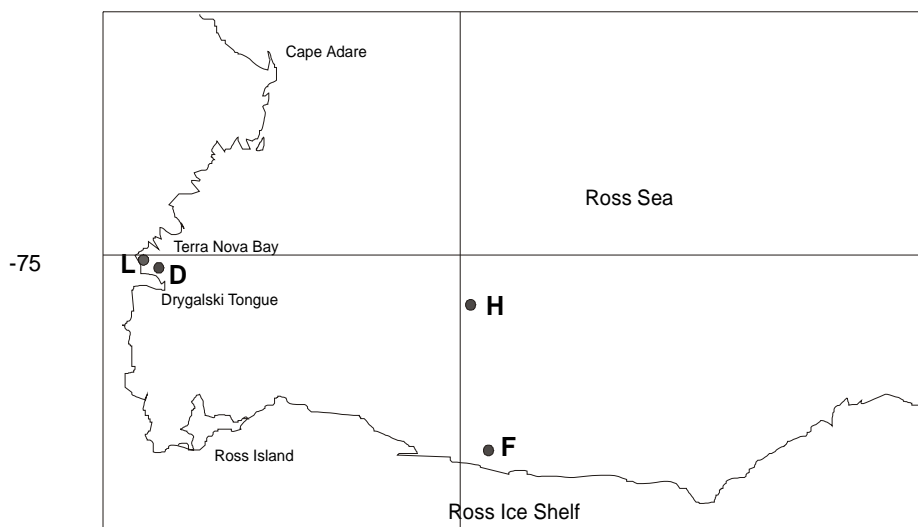 Cape Adare
Ross Sea
Terra Nova Bay
-75
L
D
Drygalski Tongue
H
F
Ross Island
Ross Ice Shelf